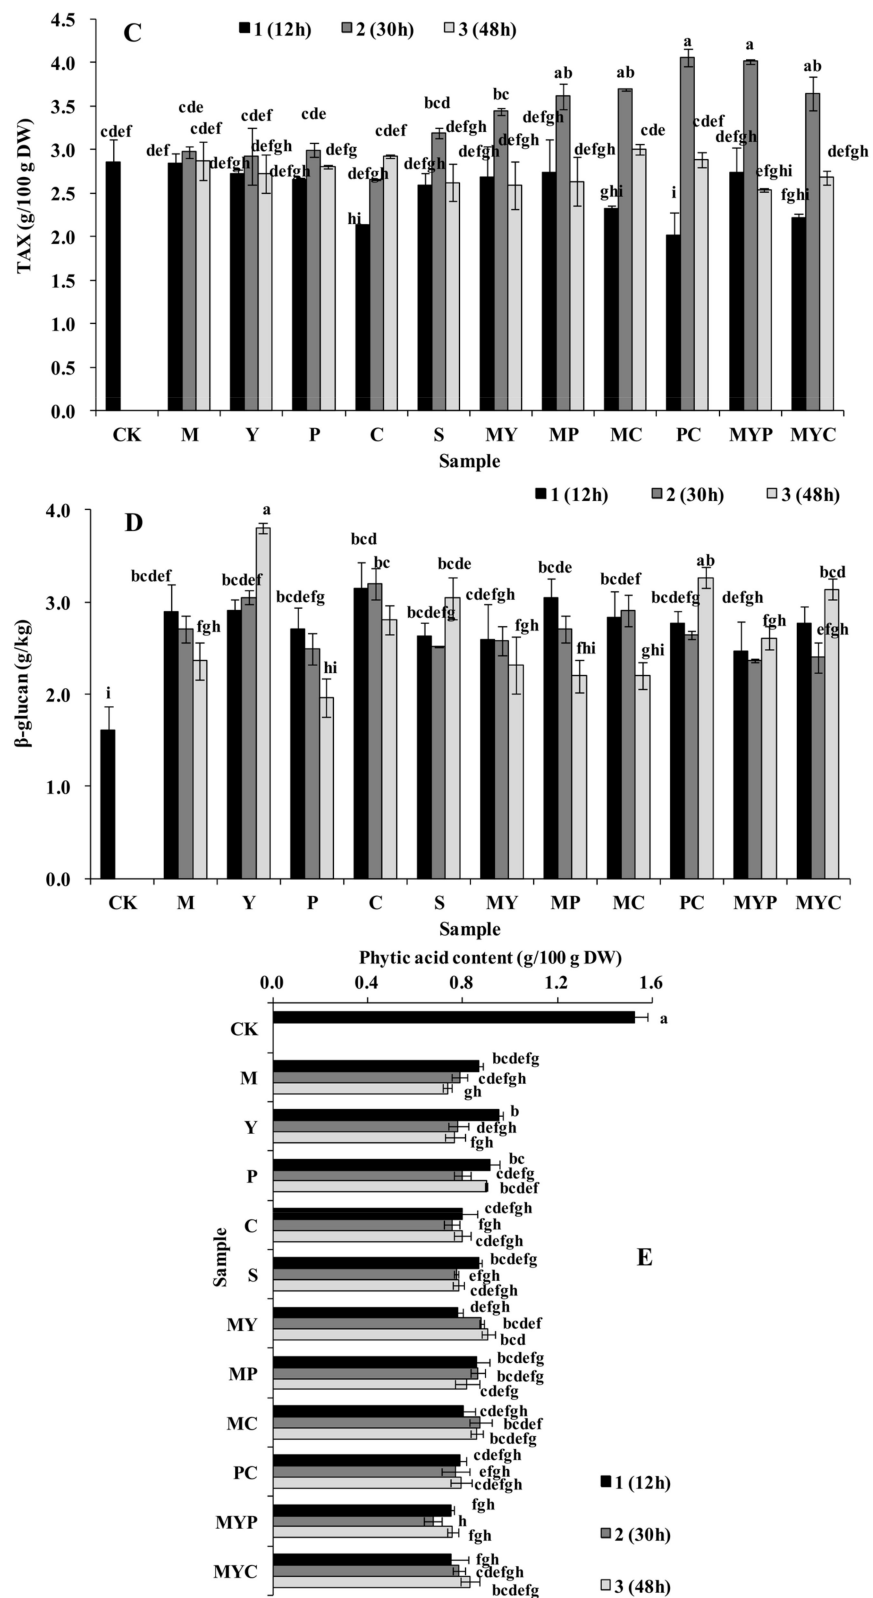 C
1 (12h) 2 (30h) 3 (48h)
TAX (g/100 g DW)
4.5
4.0
3.5
3.0
2.5
2.0
1.5
1.0
0.5
0.0
cdef
def cde cdef
defgh cdef defgh
defgh cde defg
hi defgh cdef
defgh bcd defgh
defgh bc defgh
defgh ab defgh
ghi ab cde
i a cdef
defgh a efghi
fghi ab defgh
CK M Y P C S MY MP MC PC MYP MYC
Sample
D
1 (12h) 2 (30h) 3 (48h)
β-glucan (g/kg)
4.0
3.0
2.0
1.0
0.0
i
bcdef fgh
bcdef a
bcdefg hi
bcd bc
bcdefg bcde
cdefgh fgh
bcde fhi
bcdef ghi
bcdefg ab
defgh fgh
efgh bcd
CK M Y P C S MY MP MC PC MYP MYC
Sample
Phytic acid content (g/100 g DW)
0.0 0.4 0.8 1.2 1.6
CK a
M bcdefg
cdefgh
gh
Y b
defgh
fgh
P bc
cdefg
bcdef
C cdefgh
fgh
cdefgh
Sample
E
S bcdefg
efgh
cdefgh
MY defgh
bcdef
bcd
MP bcdefg
bcdefg
cdefg
MC cdefgh
bcdef
bcdefg
PC cdefgh
efgh
cdefgh
MYP fgh
h
fgh
MYC fgh
cdefgh
bcdefg
1 (12h)
2 (30h)
3 (48h)